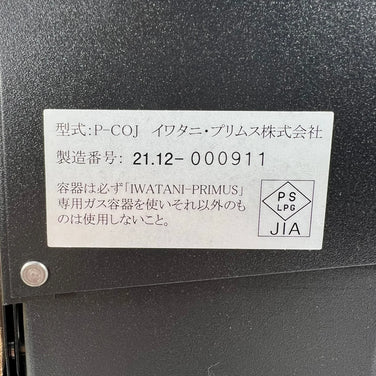 型式:P-COJ イワタニ・プリムス株式会社
製造番号: 21.12-000911
容器は必ず「IWATANI-PRIMUS」
専用ガス容器を使いそれ以外のも
のは使用しないこと。
PS
LPG
JIA